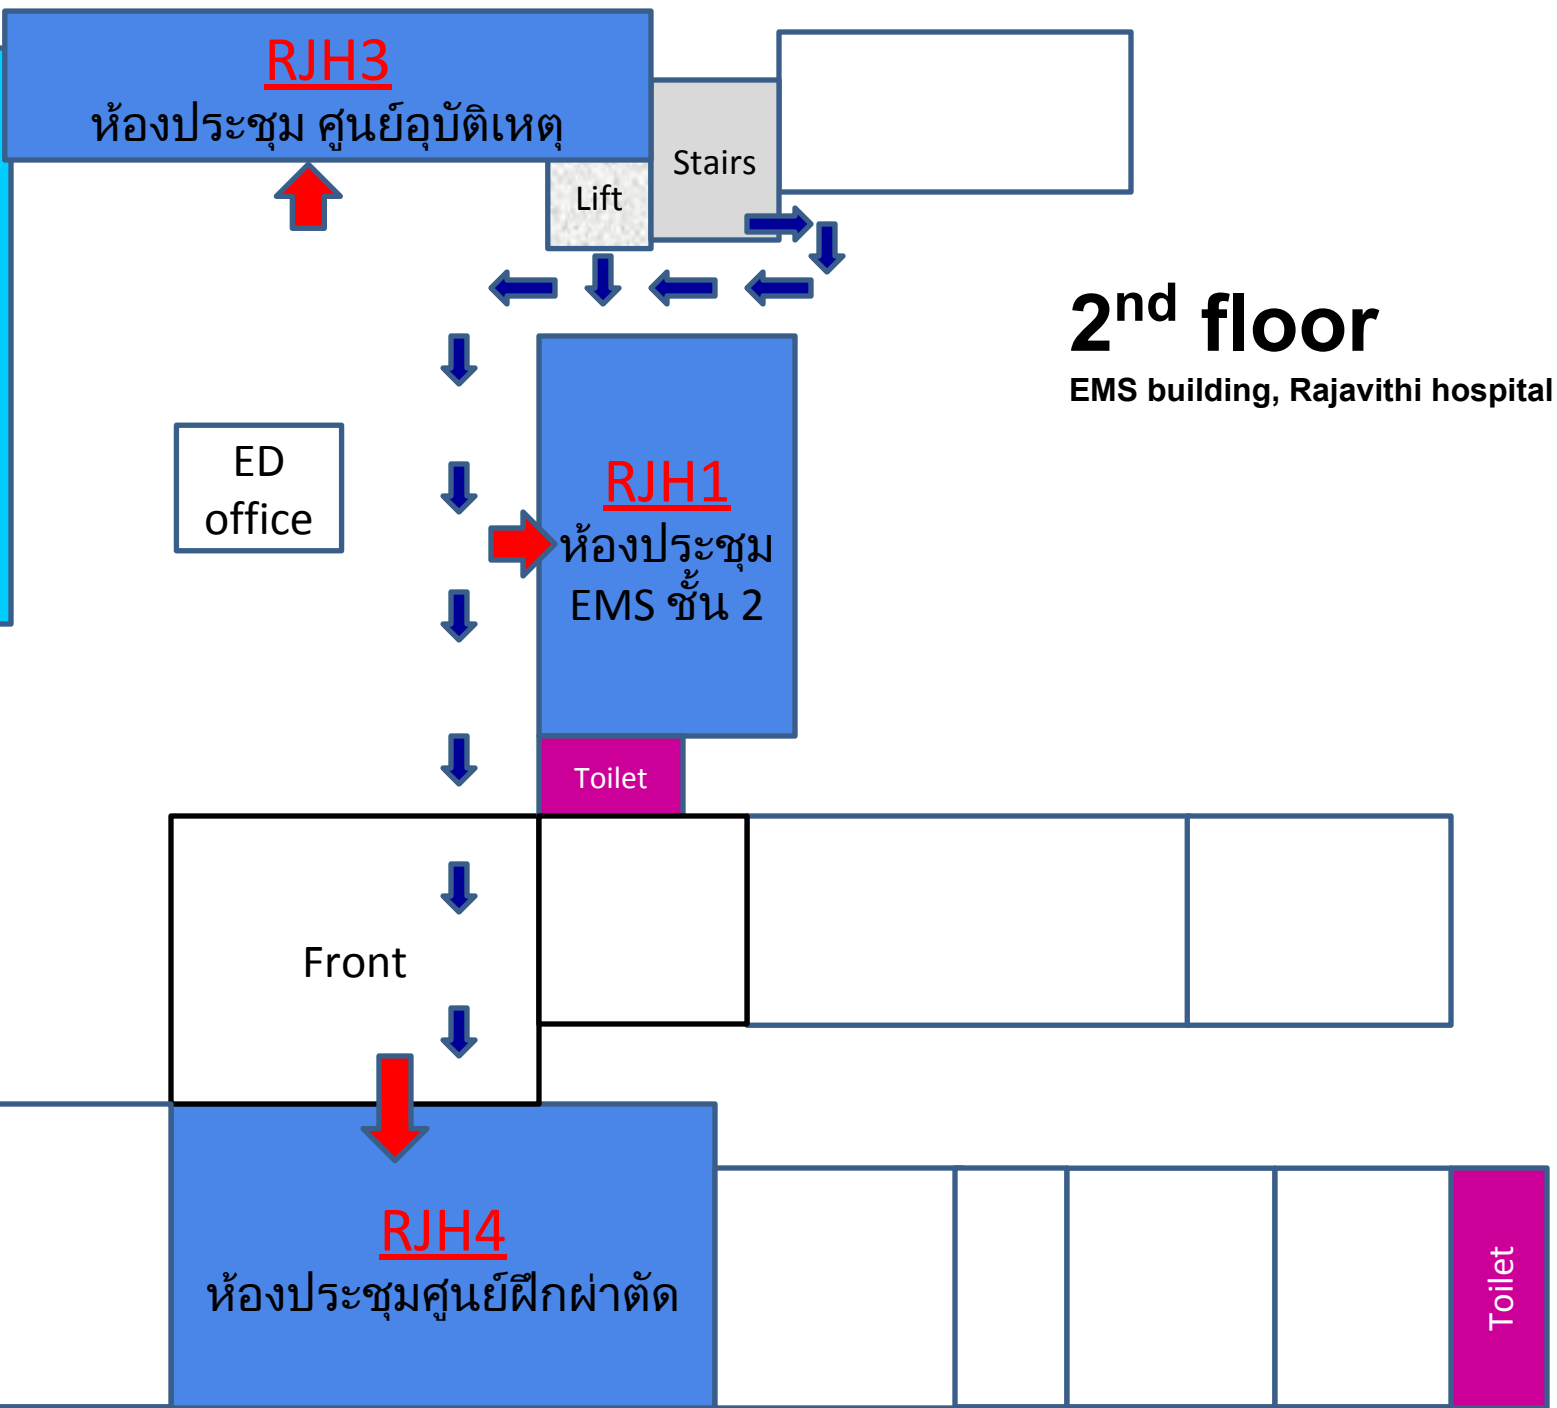 RJH3
ห้องประชุม ศูนย์อุบัติเหตุ
Stairs
Lift
2nd floor
EMS building, Rajavithi hospital
ED
office
RJH1
ห้องประชุม
EMS ชั้น 2
Toilet
Front
RJH4
ห้องประชุมศูนย์ฝึกผ่าตัด
Toilet